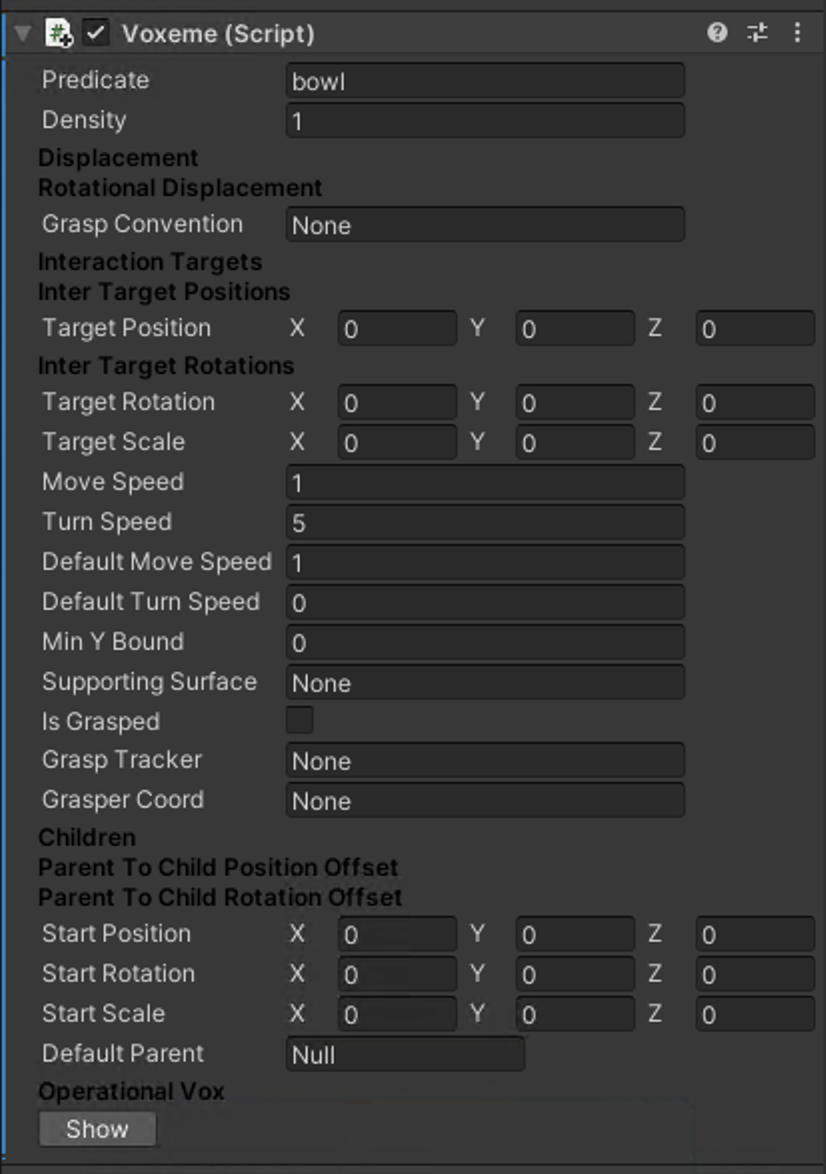 Voxeme (Script)
Predicate bowl
Density 1
Displacement
Rotational Displacement
Grasp Convention None
Interaction Targets
Inter Target Positions
Target Position X 0 Y 0 Z 0
Inter Target Rotations
Target Rotation X 0 Y 0 Z 0
Target Scale X 0 Y 0 Z 0
Move Speed 1
Turn Speed 5
Default Move Speed 1
Default Turn Speed 0
Min Y Bound 0
Supporting Surface None
Is Grasped
Grasp Tracker None
Grasper Coord None
Children
Parent To Child Position Offset
Parent To Child Rotation Offset
Start Position X 0 Y 0 Z 0
Start Rotation X 0 Y 0 Z 0
Start Scale X 0 Y 0 Z 0
Default Parent Null
Operational Vox
Show